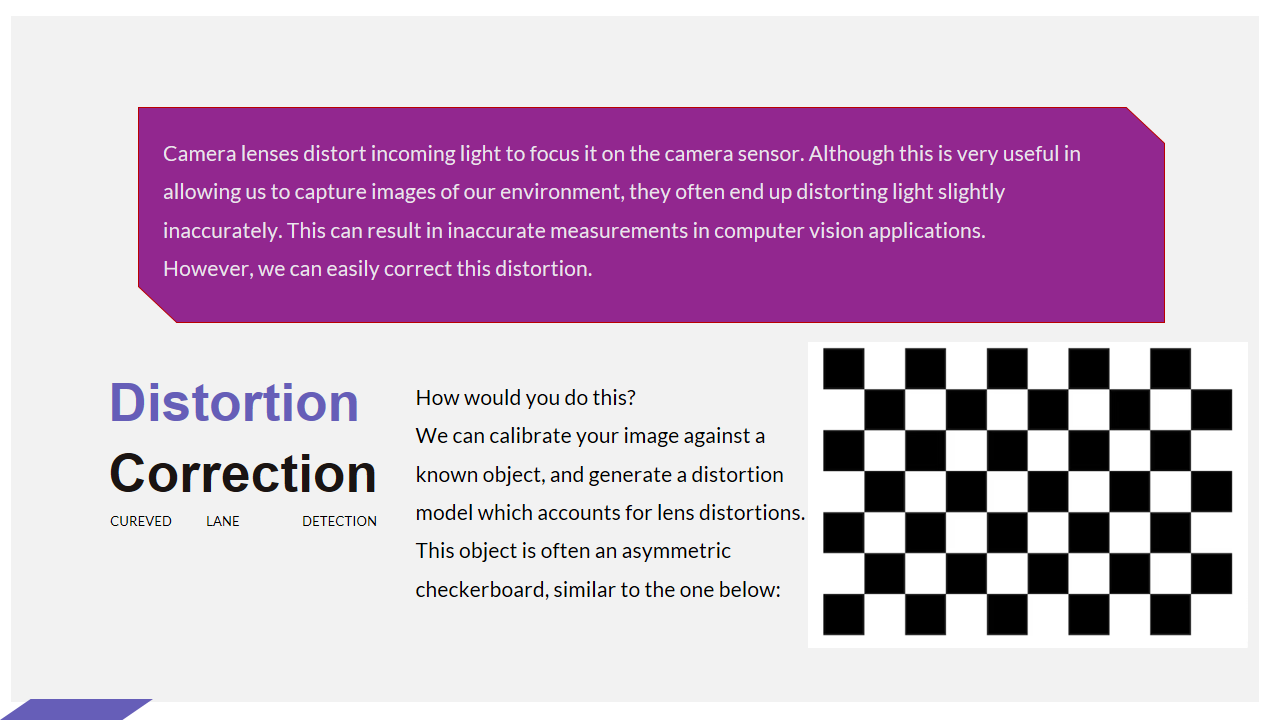 Camera lenses distort incoming light to focus it on the camera sensor. Although this is very useful in
allowing us to capture images of our environment, they often end up distorting light slightly
inaccurately. This can result in inaccurate measurements in computer vision applications.
However, we can easily correct this distortion.
Distortion
Correction
CUREVED LANE DETECTION
How would you do this?
We can calibrate your image against a
known object, and generate a distortion
model which accounts for lens distortions.
This object is often an asymmetric
checkerboard, similar to the one below: